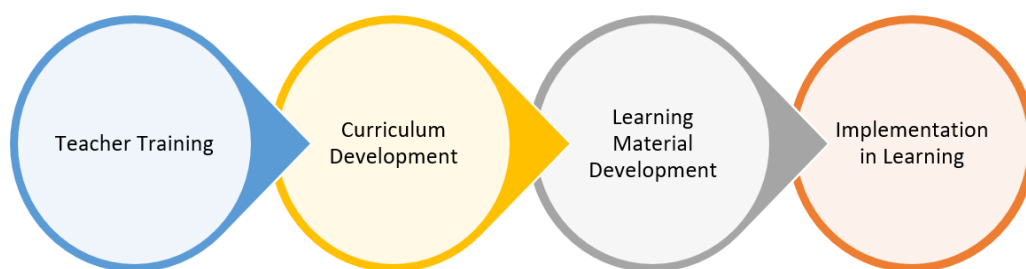 Teacher Training
Curriculum
Development
Learning
Material
Development
Implementation
in Learning